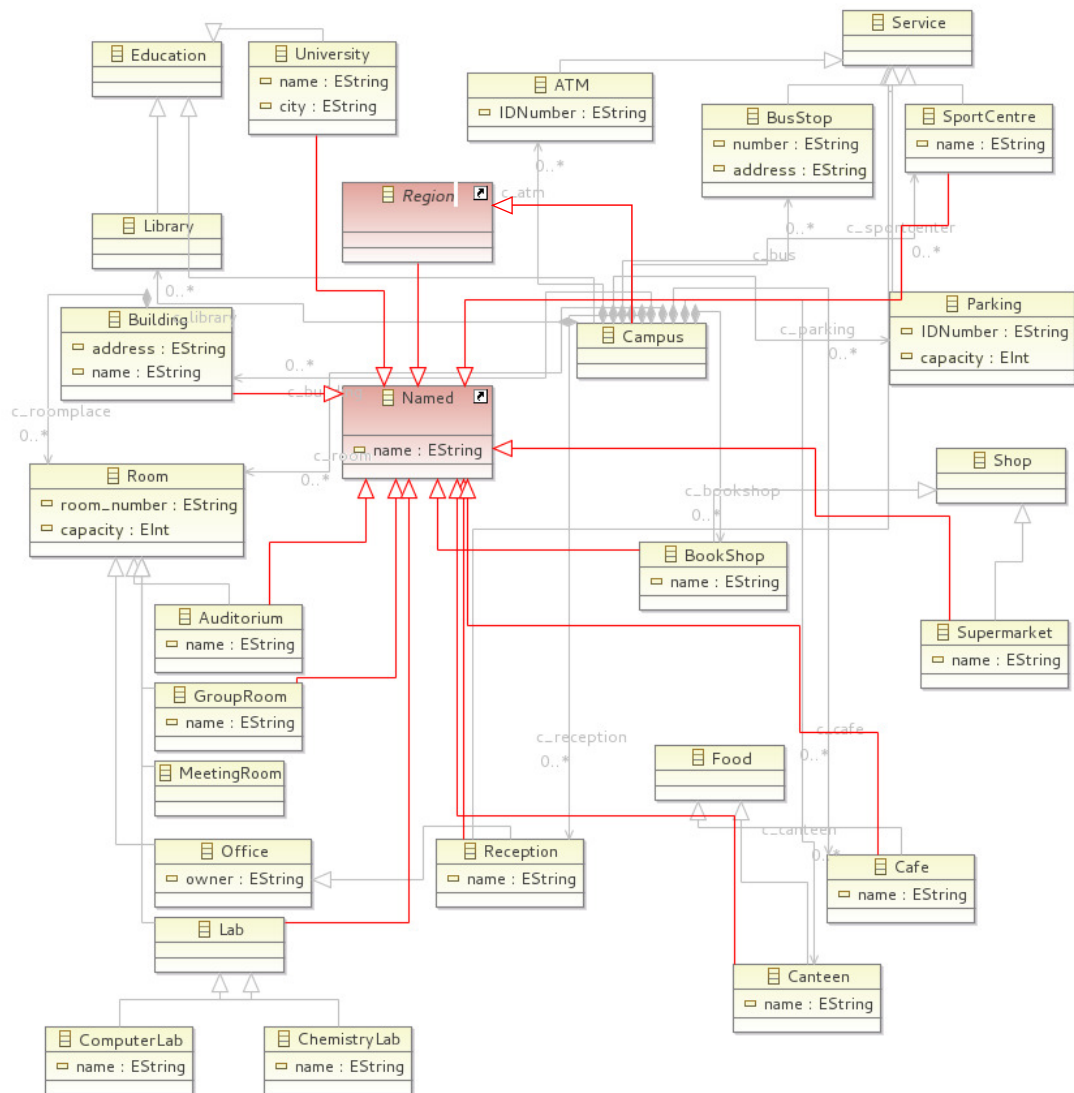 Service
Education
University
name : EString
city : EString
ATM
IDNumber : EString
BusStop
number : EString
address : EString
SportCentre
name : EString
0..*
Region
c_atm
Library
0..*
c_sportcenter
c_bus
0..*
0..*
Building
address : EString
name : EString
c_library
Campus
c_parking
0..*
Parking
IDNumber : EString
capacity : EInt
0..*
Named
name : EString
c_roomplace
0..*
c_room
0..*
Room
room_number : EString
capacity : EInt
Shop
c_bookshop
0..*
BookShop
name : EString
Auditorium
name : EString
Supermarket
name : EString
GroupRoom
name : EString
c_reception
0..*
c_cafe
0..*
Food
MeetingRoom
c_canteen
Office
owner : EString
Reception
name : EString
Cafe
name : EString
Lab
Canteen
name : EString
ComputerLab
name : EString
ChemistryLab
name : EString